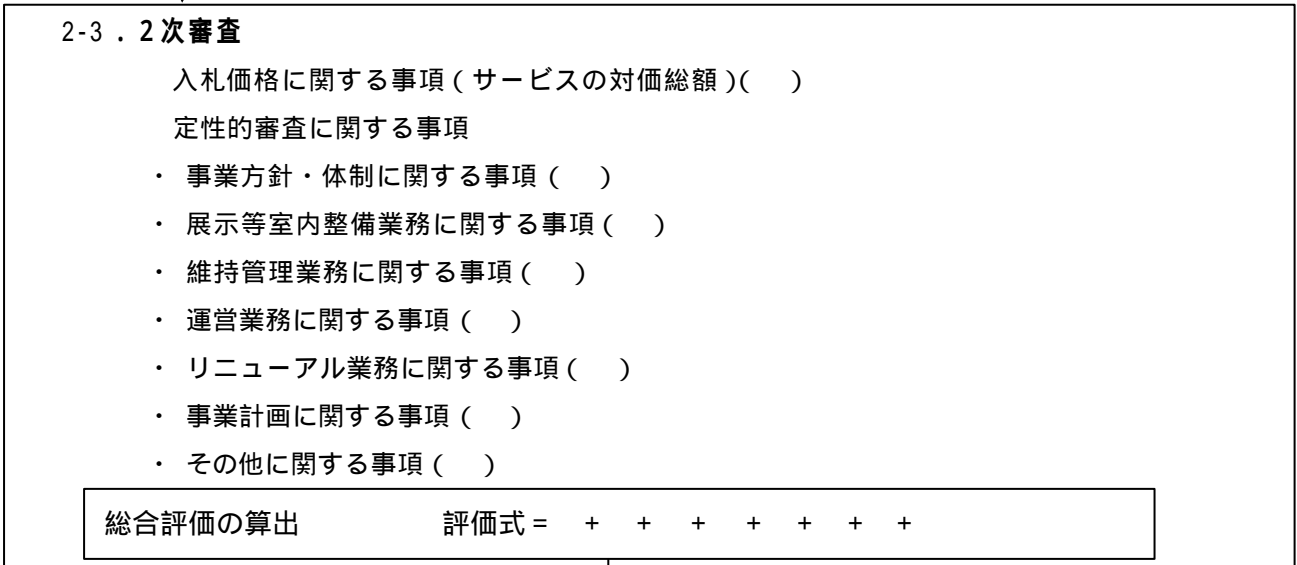 2-3．2次審査
入札価格に関する事項(サービスの対価総額)(　)
定性的審査に関する事項
・ 事業方針・体制に関する事項(　)
・ 展示等室内整備業務に関する事項(　)
・ 維持管理業務に関する事項(　)
・ 運営業務に関する事項(　)
・ リニューアル業務に関する事項(　)
・ 事業計画に関する事項(　)
・ その他に関する事項(　)
総合評価の算出　評価式=　+　+　+　+　+　+　+